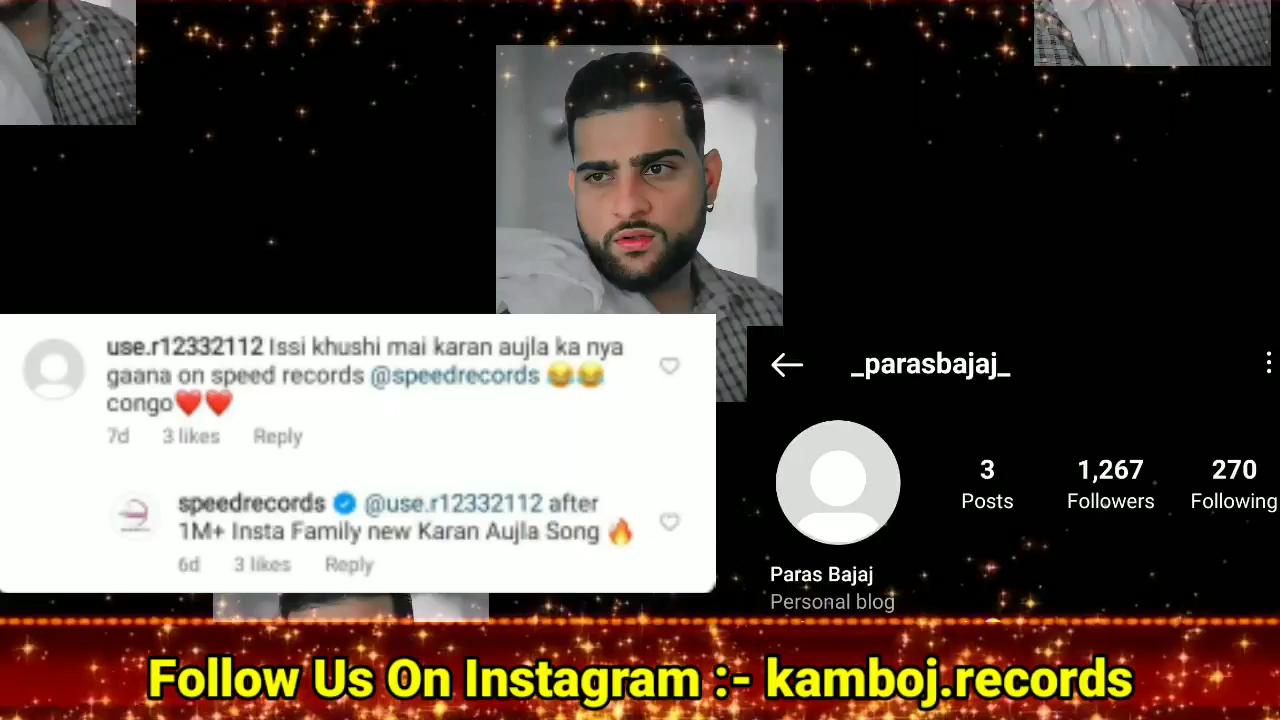 use.r12332112 Issi khushi mai karan aujla ka nya
gaana on speed records @speedrecords 😂😂
congo❤️❤️
7d 3 likes Reply
speedrecords @use.r12332112 after
1M+ Insta Family new Karan Aujla Song 🔥
6d 3 likes Reply
_parasbajaj_
3 1,267 270
Posts Followers Following
Paras Bajaj
Personal blog
Follow Us On Instagram :- kamboj.records